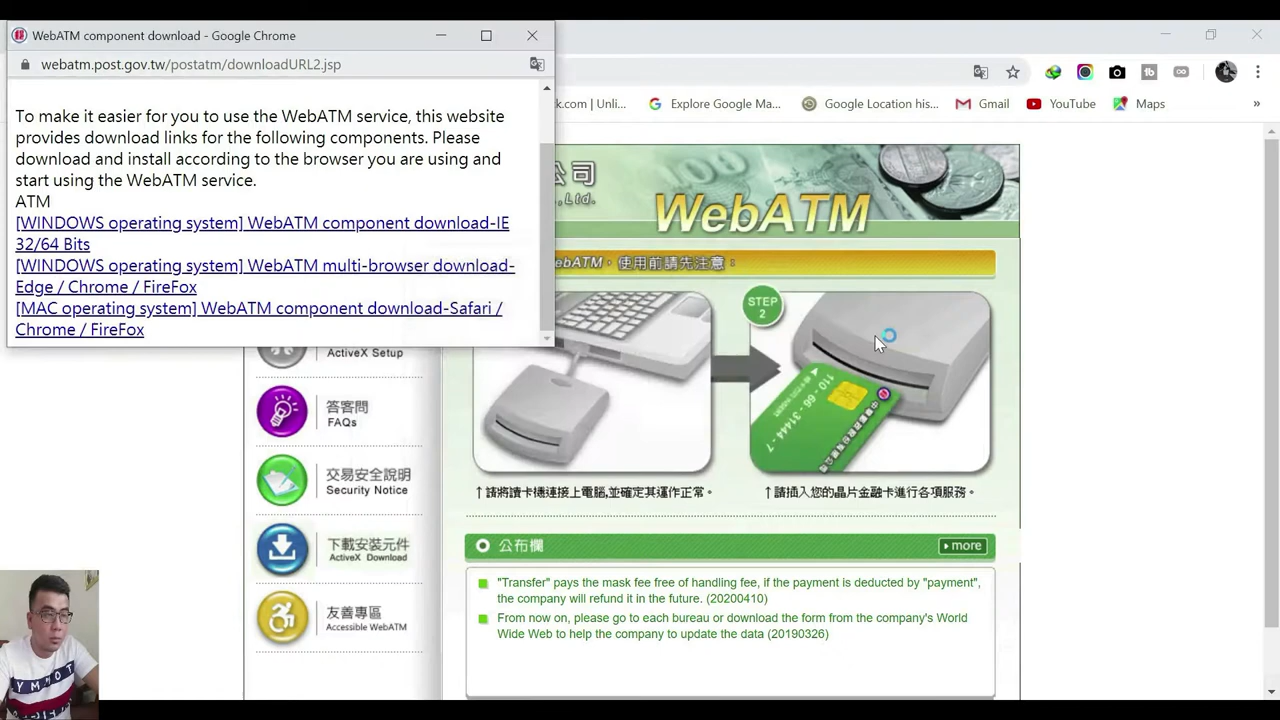 WebATM component download - Google Chrome
webatm.post.gov.tw/postatm/downloadURL2.jsp
To make it easier for you to use the WebATM service, this website
provides download links for the following components. Please
download and install according to the browser you are using and
start using the WebATM service.
ATM
[WINDOWS operating system] WebATM component download-IE
32/64 Bits
[WINDOWS operating system] WebATM multi-browser download-
Edge / Chrome / FireFox
[MAC operating system] WebATM component download-Safari /
Chrome / FireFox
k.com | Unli...
Explore Google Ma...
Google Location his...
Gmail
YouTube
Maps
»
公司
.,Ltd.
100
WebATM
ebATM，使用前請先注意：
STEP
2
110-66-31444-7
ActiveX Setup
答客問
FAQs
交易安全說明
Security Notice
下載安裝元件
ActiveX Download
友善專區
Accessible WebATM
↑請將讀卡機連接上電腦,並確定其運作正常。
↑請插入您的晶片金融卡進行各項服務。
公布欄
more
"Transfer" pays the mask fee free of handling fee, if the payment is deducted by "payment",
the company will refund it in the future. (20200410)
From now on, please go to each bureau or download the form from the company's World
Wide Web to help the company to update the data (20190326)